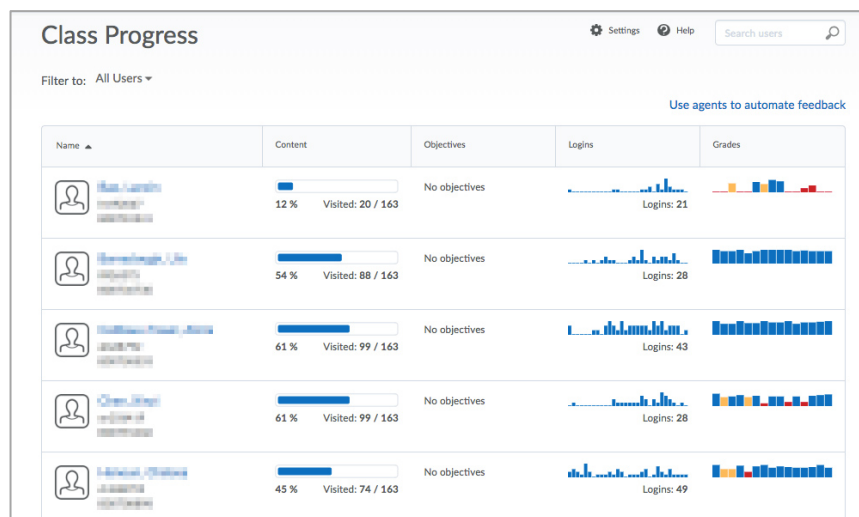 Class Progress
Settings
Help
Search users
Filter to: All Users
Use agents to automate feedback
Name Content Objectives Logins Grades
No objectives
12 % Visited: 20 / 163 Logins: 21
No objectives
54 % Visited: 88 / 163 Logins: 28
No objectives
61 % Visited: 99 / 163 Logins: 43
No objectives
61 % Visited: 99 / 163 Logins: 28
No objectives
45 % Visited: 74 / 163 Logins: 49